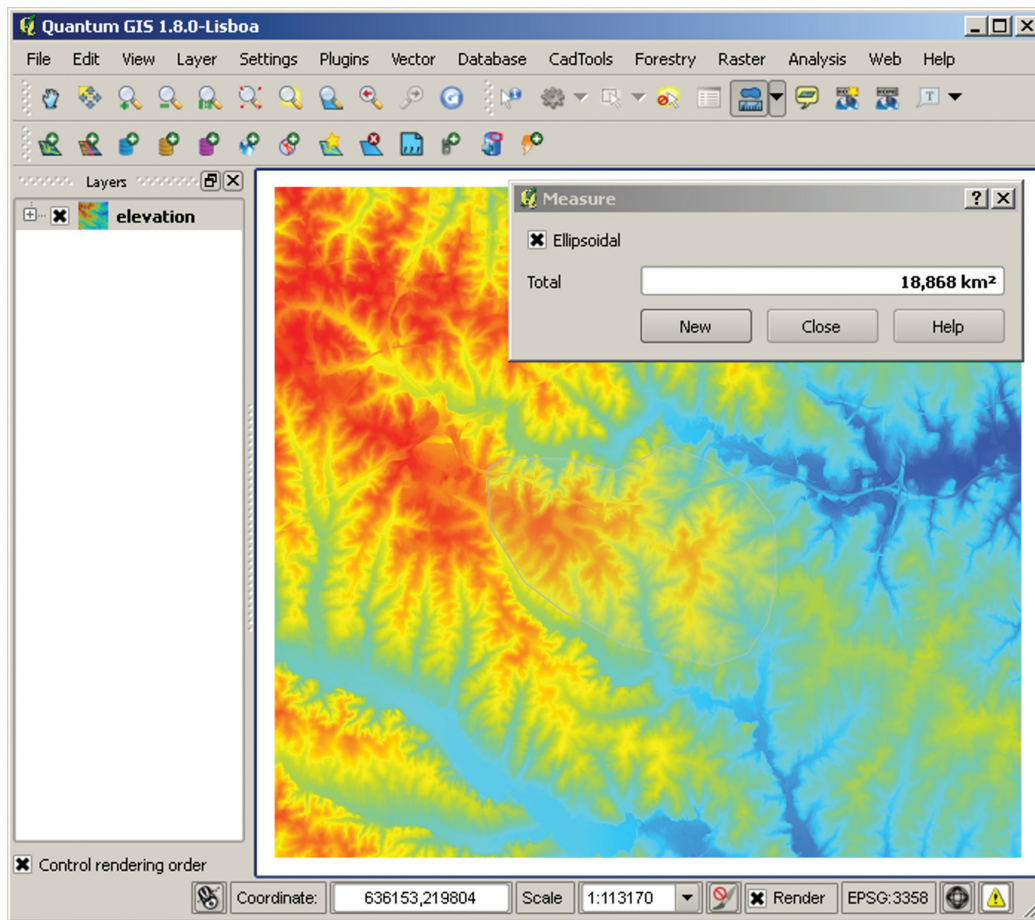 Quantum GIS 1.8.0-Lisboa
File Edit View Layer Settings Plugins Vector Database CadTools Forestry Raster Analysis Web Help
Layers
elevation
Measure
Ellipsoidal
Total 18,868 km²
New Close Help
Control rendering order
Coordinate: 636153,219804 Scale 1:113170 Render EPSG:3358